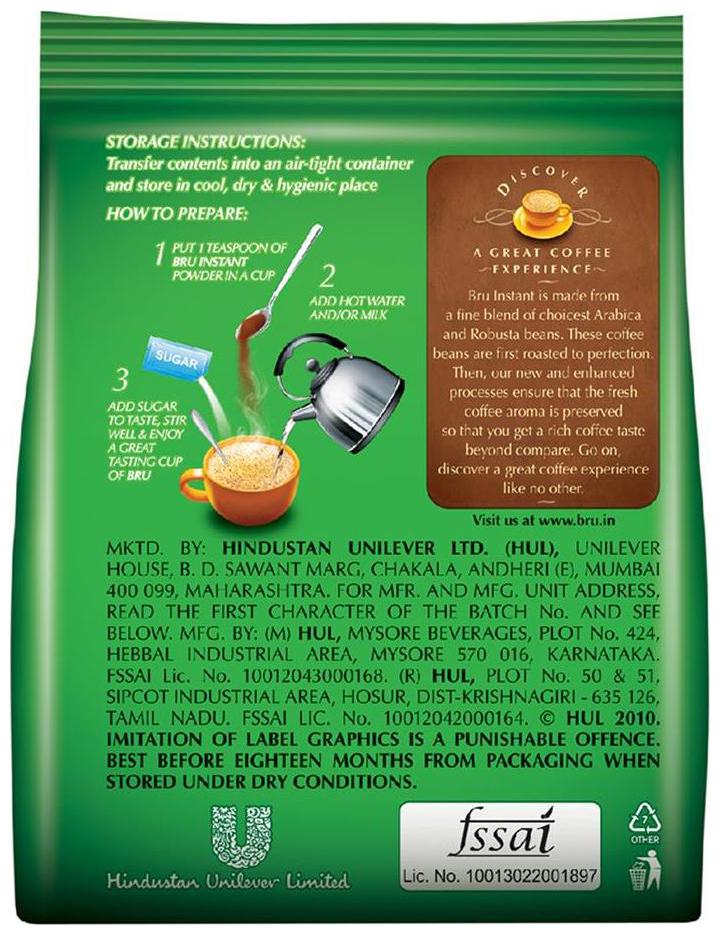 STORAGE INSTRUCTIONS:
Transfer contents into an air-tight container
and store in cool, dry & hygienic place
HOW TO PREPARE:
1 PUT 1 TEASPOON OF
BRU INSTANT
POWDER IN A CUP
2
ADD HOT WATER
AND/OR MILK
SUGAR
3
ADD SUGAR
TO TASTE, STIR
WELL & ENJOY
A GREAT
TASTING CUP
OF BRU
DISCOVER
A GREAT COFFEE
EXPERIENCE
Bru Instant is made from
a fine blend of choicest Arabica
and Robusta beans. These coffee
beans are first roasted to perfection.
Then, our new and enhanced
processes ensure that the fresh
coffee aroma is preserved
so that you get a rich coffee taste
beyond compare. Go on,
discover a great coffee experience
like no other.
Visit us at www.bru.in
MKTD. BY: HINDUSTAN UNILEVER LTD. (HUL), UNILEVER
HOUSE, B. D. SAWANT MARG, CHAKALA, ANDHERI (E), MUMBAI
400 099, MAHARASHTRA. FOR MFR. AND MFG. UNIT ADDRESS,
READ THE FIRST CHARACTER OF THE BATCH No. AND SEE
BELOW. MFG. BY: (M) HUL, MYSORE BEVERAGES, PLOT No. 424,
HEBBAL INDUSTRIAL AREA, MYSORE 570 016, KARNATAKA.
FSSAI Lic. No. 10012043000168. (R) HUL, PLOT No. 50 & 51,
SIPCOT INDUSTRIAL AREA, HOSUR, DIST-KRISHNAGIRI - 635 126,
TAMIL NADU. FSSAI LIC. No. 10012042000164. © HUL 2010.
IMITATION OF LABEL GRAPHICS IS A PUNISHABLE OFFENCE.
BEST BEFORE EIGHTEEN MONTHS FROM PACKAGING WHEN
STORED UNDER DRY CONDITIONS.
Hindustan Unilever Limited
fssai
Lic. No. 10013022001897
7
OTHER